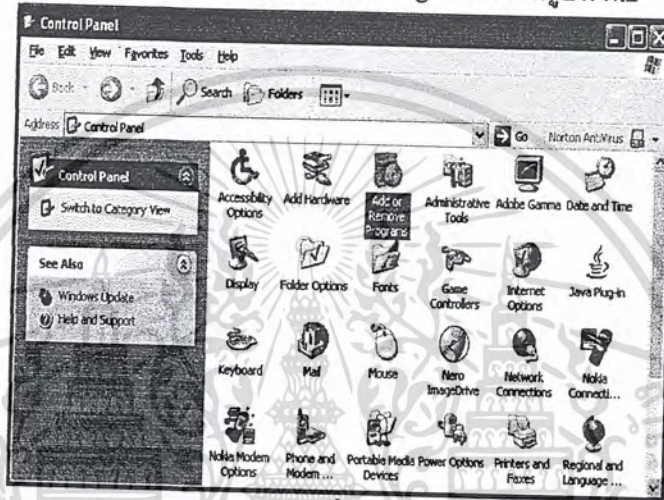 Control Panel
File Edit View Favorites Tools Help
Back Search Folders
Address Control Panel Go Norton AntiVirus
Control Panel
Switch to Category View
See Also
Windows Update
Help and Support
Accessibility Options Add Hardware Add or Remove Programs Administrative Tools Adobe Gamma Date and Time
Display Folder Options Fonts Game Controllers Internet Options Java Plug-in
Keyboard Mail Mouse Nero ImageDrive Network Connections Nokia Connecti...
Nokia Modem Options Phone and Modem ... Portable Media Devices Power Options Printers and Faxes Regional and Language ...